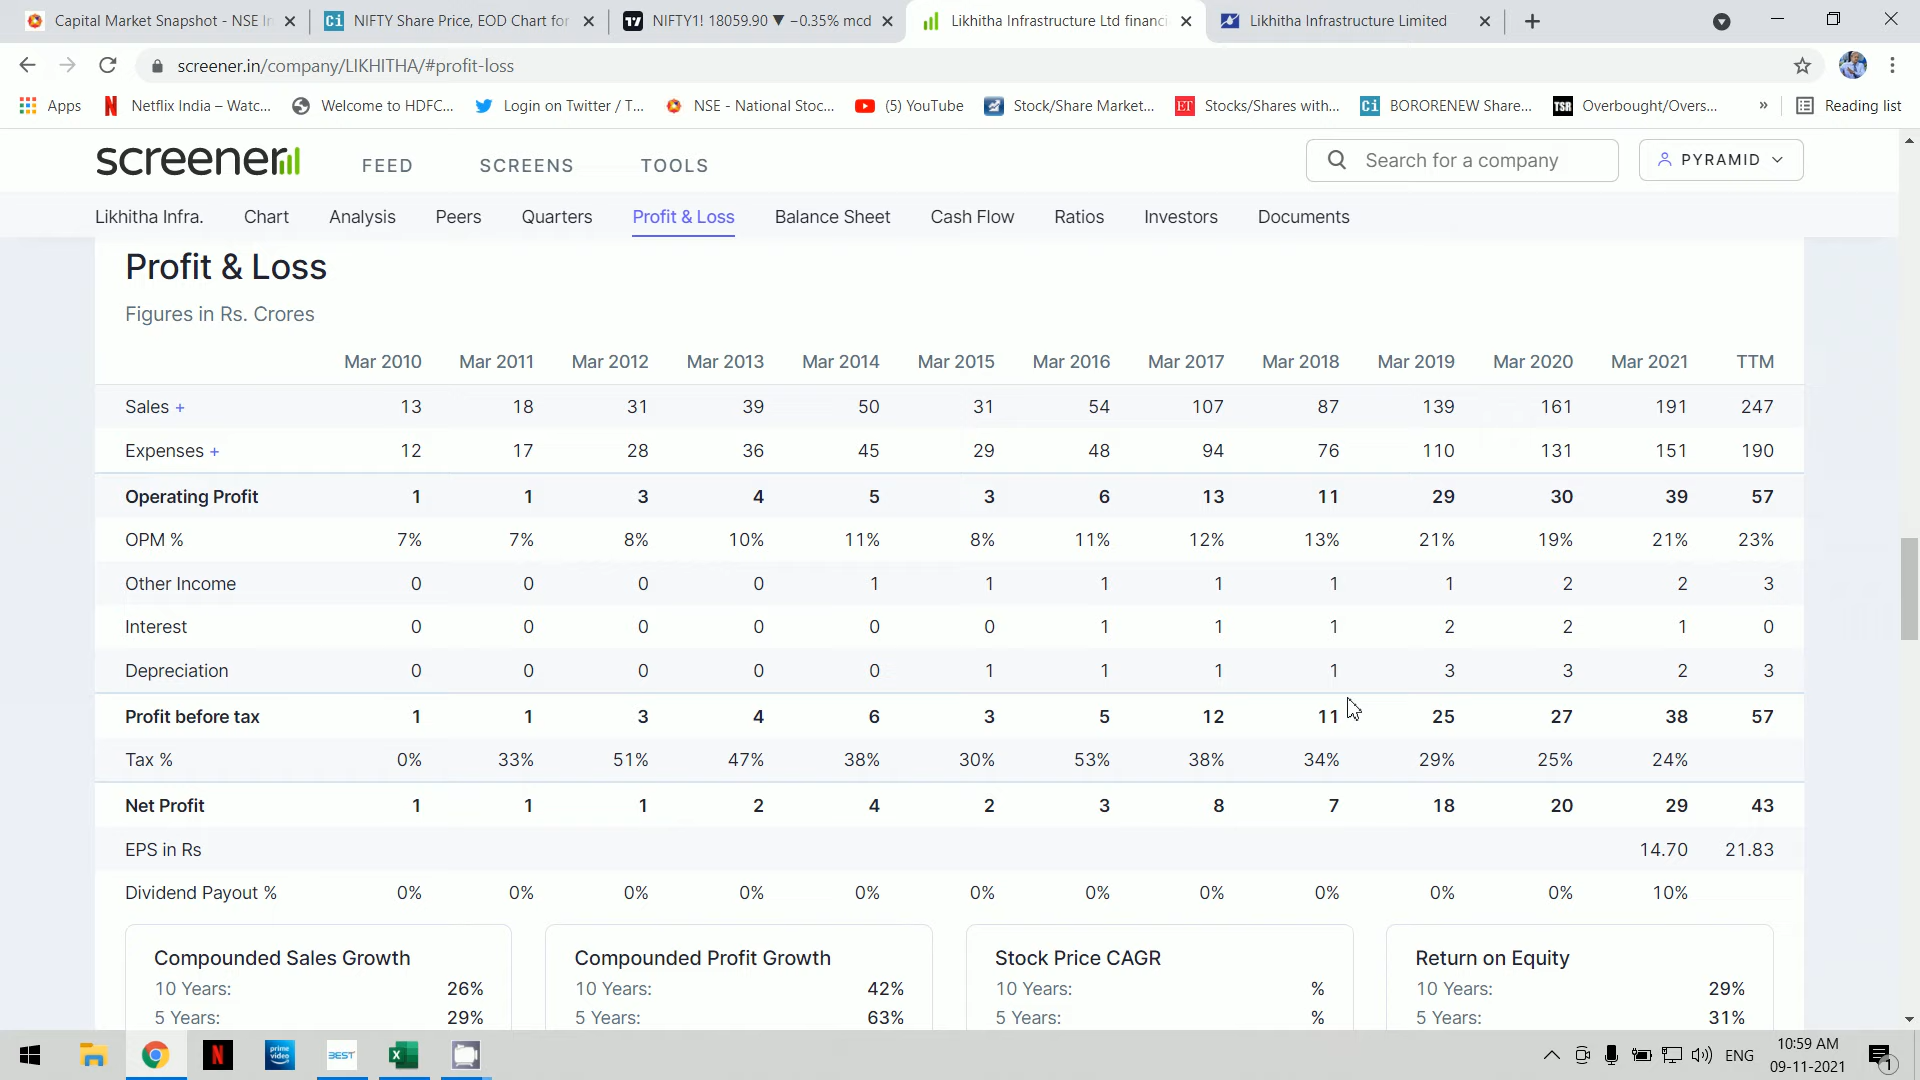 Capital Market Snapshot - NSE In
NIFTY Share Price, EOD Chart for
NIFTY1! 18059.90 ▼ −0.35% mcd
Likhitha Infrastructure Ltd financi
Likhitha Infrastructure Limited
screener.in/company/LIKHITHA/#profit-loss
Apps Netflix India – Watc... Welcome to HDFC... Login on Twitter / T... NSE - National Stoc... (5) YouTube Stock/Share Market... Stocks/Shares with... BORORENEW Share... Overbought/Overs... » Reading list
screener FEED SCREENS TOOLS Search for a company PYRAMID
Likhitha Infra. Chart Analysis Peers Quarters Profit & Loss Balance Sheet Cash Flow Ratios Investors Documents
Profit & Loss
Figures in Rs. Crores
Mar 2010 Mar 2011 Mar 2012 Mar 2013 Mar 2014 Mar 2015 Mar 2016 Mar 2017 Mar 2018 Mar 2019 Mar 2020 Mar 2021 TTM
Sales + 13 18 31 39 50 31 54 107 87 139 161 191 247
Expenses + 12 17 28 36 45 29 48 94 76 110 131 151 190
Operating Profit 1 1 3 4 5 3 6 13 11 29 30 39 57
OPM % 7% 7% 8% 10% 11% 8% 11% 12% 13% 21% 19% 21% 23%
Other Income 0 0 0 0 1 1 1 1 1 1 2 2 3
Interest 0 0 0 0 0 0 1 1 1 2 2 1 0
Depreciation 0 0 0 0 0 1 1 1 1 3 3 2 3
Profit before tax 1 1 3 4 6 3 5 12 11 25 27 38 57
Tax % 0% 33% 51% 47% 38% 30% 53% 38% 34% 29% 25% 24%
Net Profit 1 1 1 2 4 2 3 8 7 18 20 29 43
EPS in Rs 14.70 21.83
Dividend Payout % 0% 0% 0% 0% 0% 0% 0% 0% 0% 0% 0% 10%
Compounded Sales Growth Compounded Profit Growth Stock Price CAGR Return on Equity
10 Years: 26% 10 Years: 42% 10 Years: % 10 Years: 29%
5 Years: 29% 5 Years: 63% 5 Years: % 5 Years: 31%
prime video BEST ENG 10:59 AM
09-11-2021 1